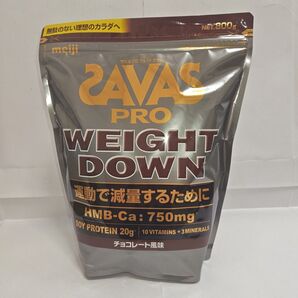 無駄のない理想のカラダへ
NET.800g
meiji
SAVAS
PRO
WEIGHT
DOWN
運動で減量するために
HMB-Ca: 750mg
SOY PROTEIN 20g
10 VITAMINS + 3 MINERALS
チョコレート風味